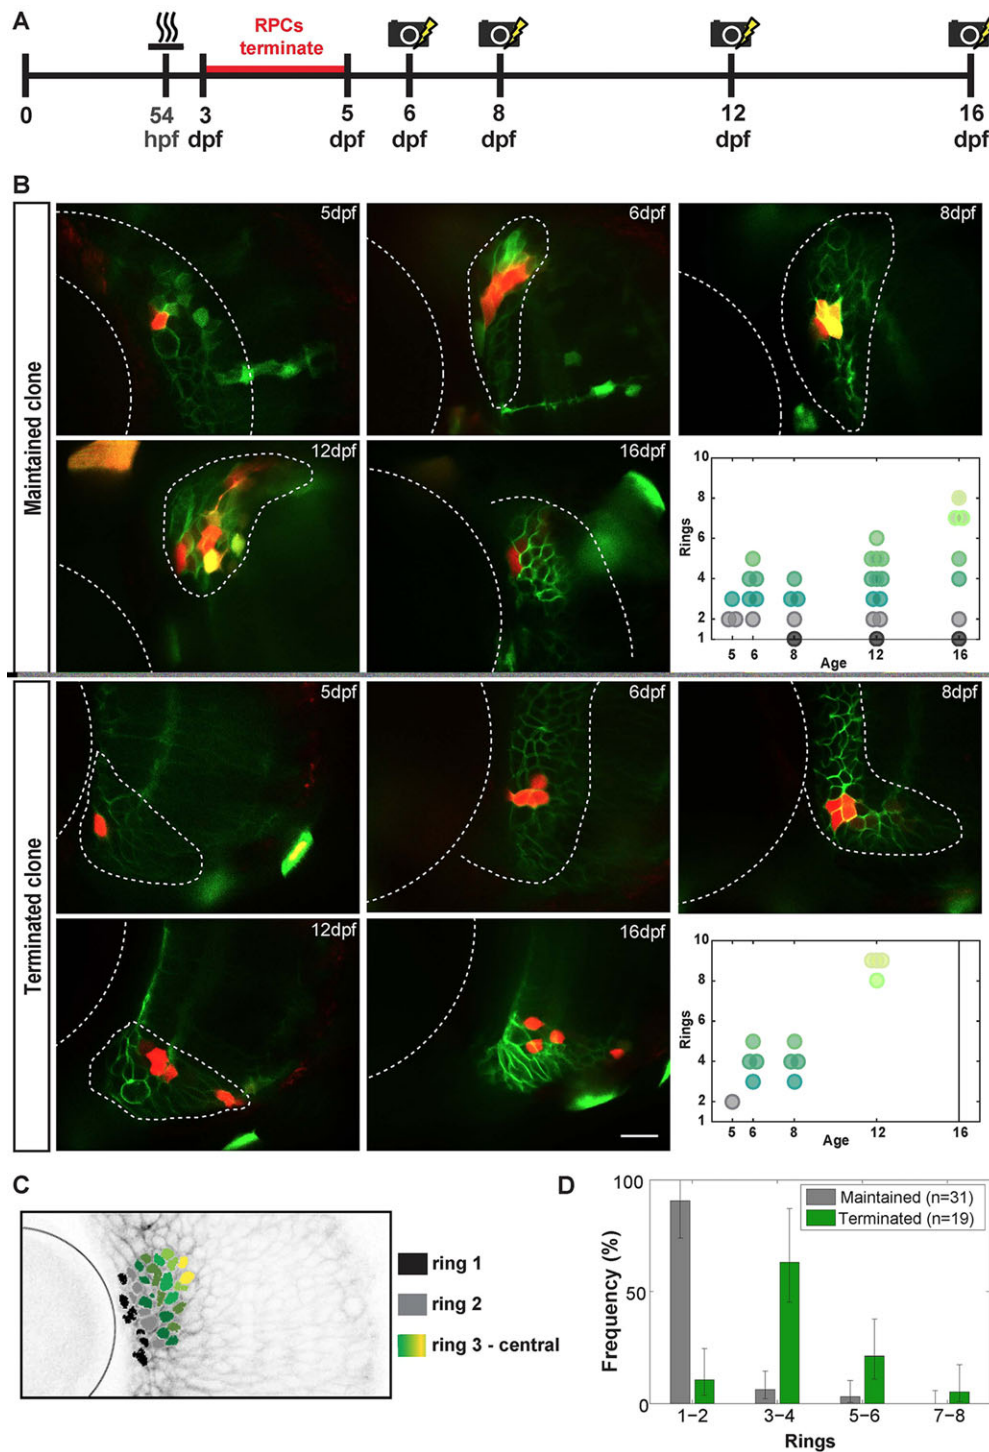 A
RPCs
terminate
0
54
hpf
3
dpf
5
dpf
6
dpf
8
dpf
12
dpf
16
dpf
B
Maintained clone
5dpf
6dpf
8dpf
12dpf
16dpf
10
8
6
4
2
1
Rings
5 6 8 12 16
Age
Terminated clone
5dpf
6dpf
8dpf
12dpf
16dpf
10
8
6
4
2
1
Rings
5 6 8 12 16
Age
C
ring 1
ring 2
ring 3 - central
D
100
50
0
Frequency (%)
Maintained (n=31)
Terminated (n=19)
1−2 3−4 5−6 7−8
Rings